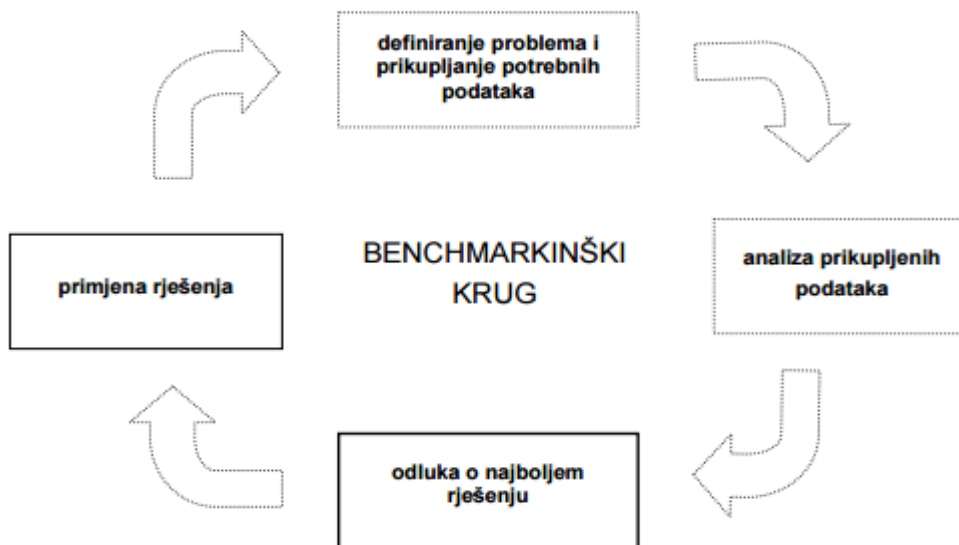 definiranje problema i
prikupljanje potrebnih
podataka
primjena rješenja
BENCHMARKINŠKI
KRUG
analiza prikupljenih
podataka
odluka o najboljem
rješenju